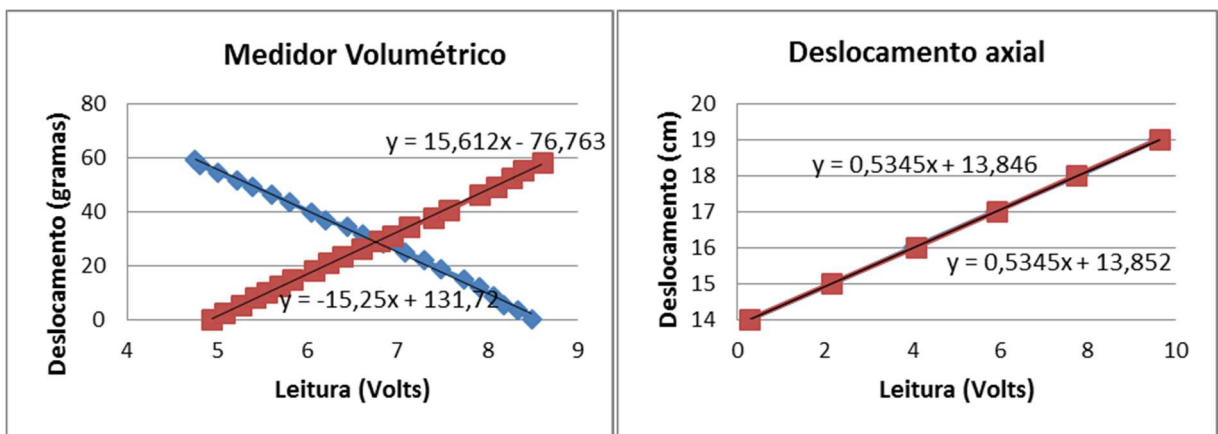 Medidor Volumétrico
Deslocamento (gramas)
80
60
40
20
0
y = 15,612x - 76,763
y = -15,25x + 131,72
4 5 6 7 8 9
Leitura (Volts)
Deslocamento axial
Deslocamento (cm)
20
19
18
17
16
15
14
y = 0,5345x + 13,846
y = 0,5345x + 13,852
0 2 4 6 8 10
Leitura (Volts)